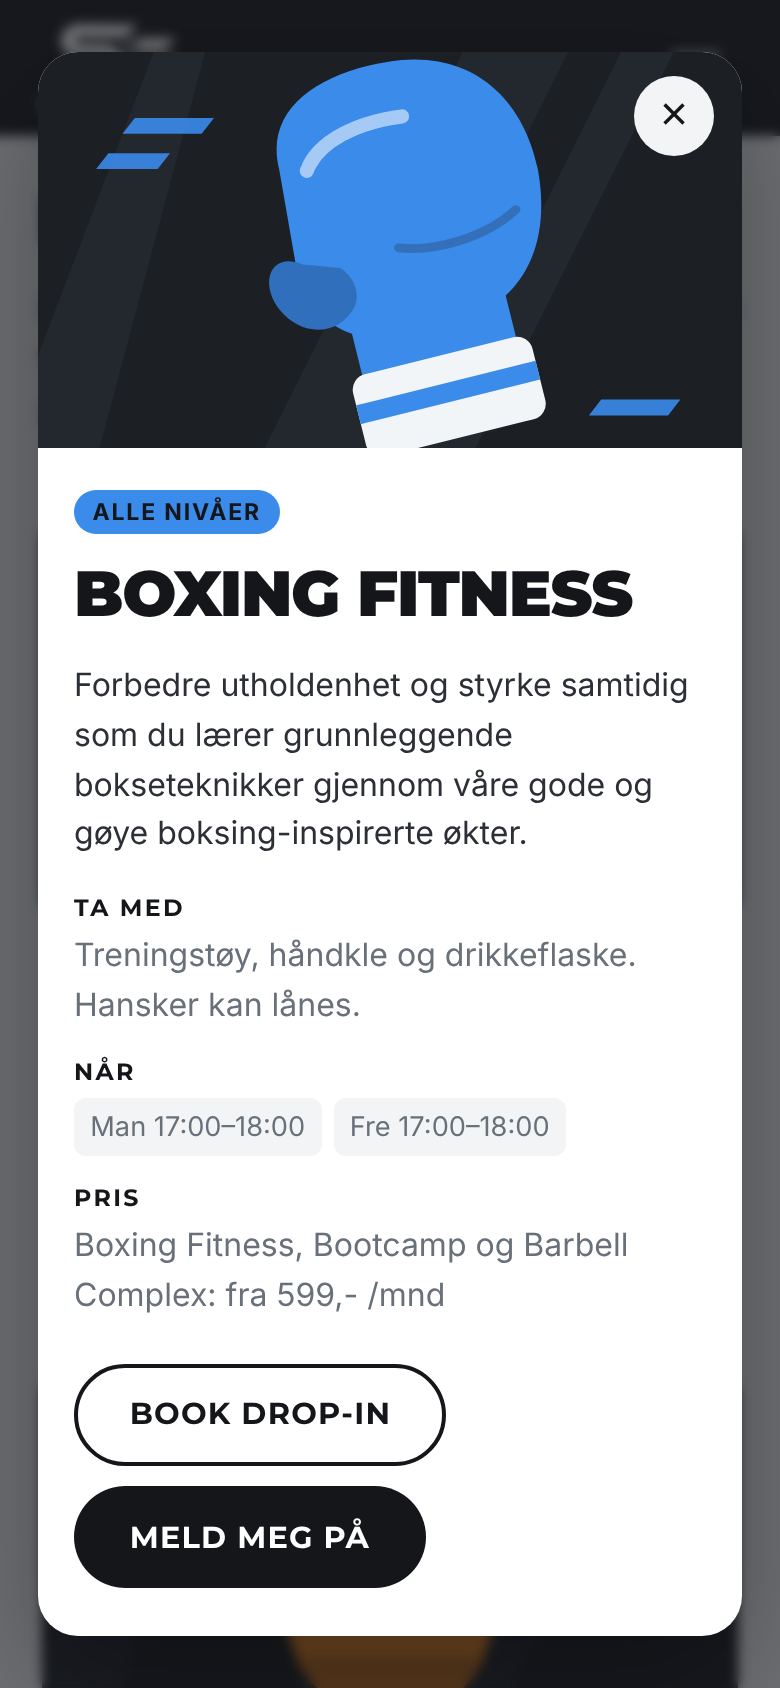 ALLE NIVÅER
BOXING FITNESS
Forbedre utholdenhet og styrke samtidig
som du lærer grunnleggende
bokseteknikker gjennom våre gode og
gøye boksing-inspirerte økter.
TA MED
Treningstøy, håndkle og drikkeflaske.
Hansker kan lånes.
NÅR
Man 17:00–18:00 Fre 17:00–18:00
PRIS
Boxing Fitness, Bootcamp og Barbell
Complex: fra 599,- /mnd
BOOK DROP-IN
MELD MEG PÅ